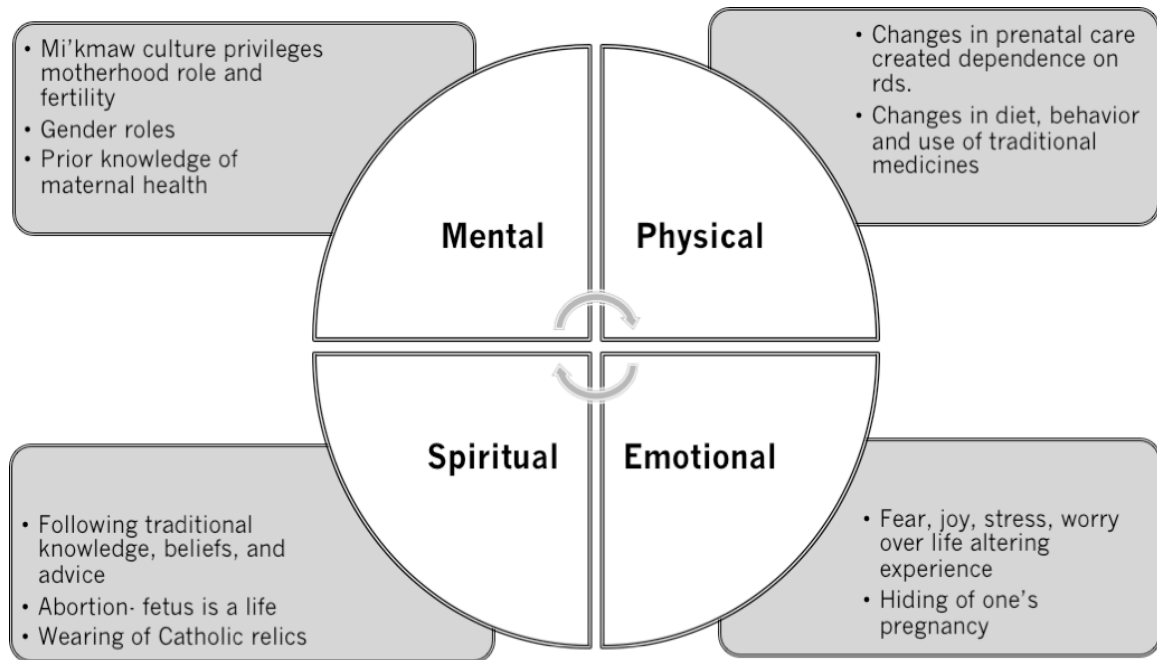 • Mi'kmaw culture privileges
motherhood role and
fertility
• Gender roles
• Prior knowledge of
maternal health
• Changes in prenatal care
created dependence on
rds.
• Changes in diet, behavior
and use of traditional
medicines
Mental
Physical
Spiritual
Emotional
• Following traditional
knowledge, beliefs, and
advice
• Abortion- fetus is a life
• Wearing of Catholic relics
• Fear, joy, stress, worry
over life altering
experience
• Hiding of one's
pregnancy